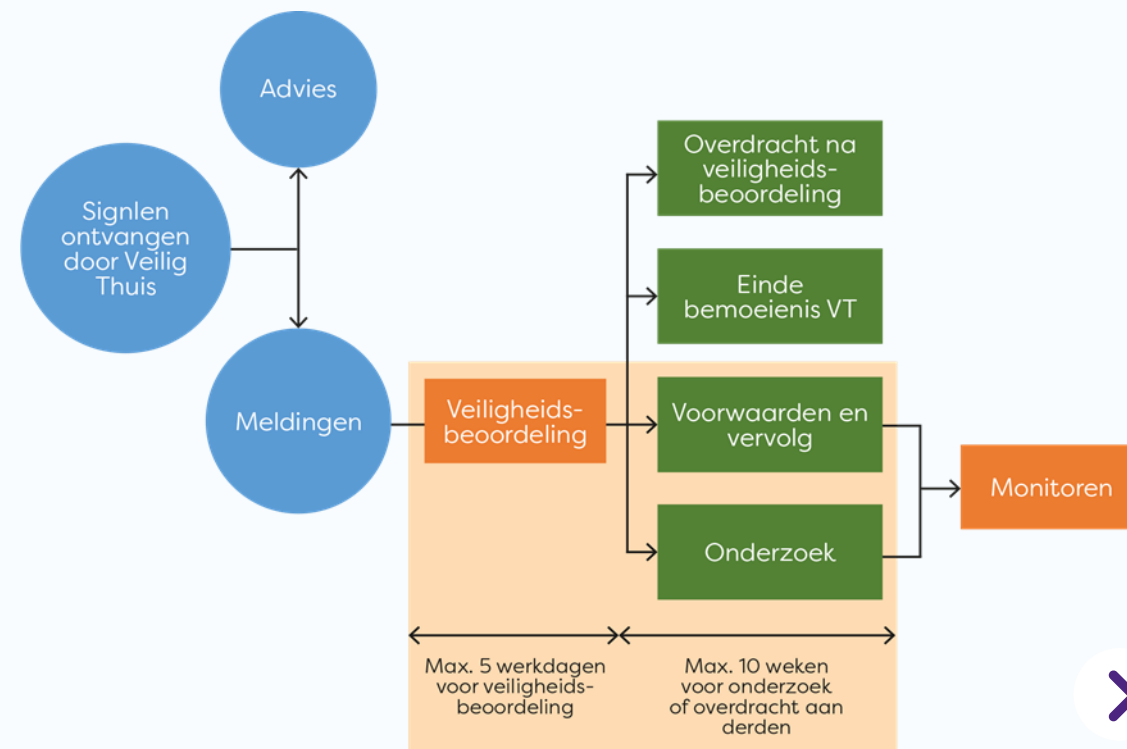 Advies
Signlen
ontvangen
door Veilig
Thuis
Meldingen
Veiligheids-
beoordeling
Overdracht na
veiligheids-
beoordeling
Einde
bemoeienis VT
Voorwaarden en
vervolg
Onderzoek
Monitoren
Max. 5 werkdagen
voor veiligheids-
beoordeling
Max. 10 weken
voor onderzoek
of overdracht aan
derden